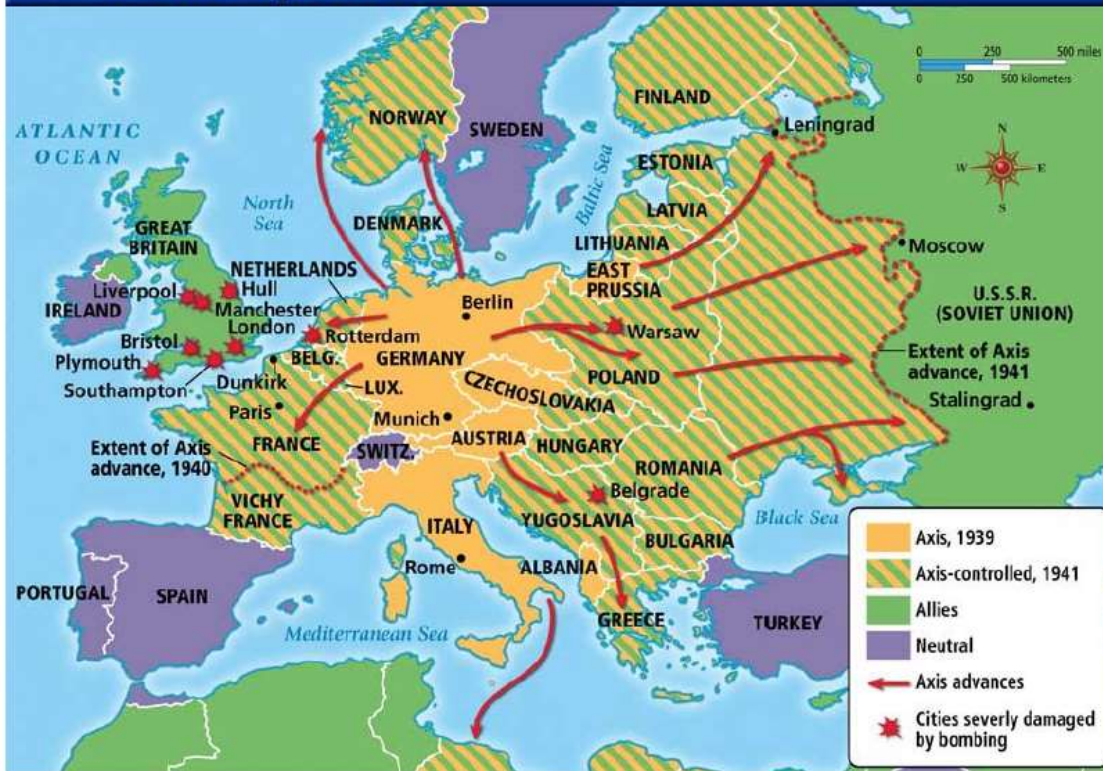 0 250 500 miles
0 250 500 kilometers
N
W E
S
ATLANTIC
OCEAN
North
Sea
Baltic Sea
NORWAY
SWEDEN
FINLAND
Leningrad
ESTONIA
LATVIA
LITHUANIA
EAST
PRUSSIA
DENMARK
GREAT
BRITAIN
IRELAND
Liverpool
Hull
Manchester
London
Bristol
Plymouth
Southampton
NETHERLANDS
Rotterdam
BELG.
Dunkirk
LUX.
Paris
FRANCE
Extent of Axis
advance, 1940
VICHY
FRANCE
Berlin
GERMANY
Munich
SWITZ.
AUSTRIA
CZECHOSLOVAKIA
Warsaw
POLAND
HUNGARY
ROMANIA
Belgrade
YUGOSLAVIA
BULGARIA
Moscow
U.S.S.R.
(SOVIET UNION)
Extent of Axis
advance, 1941
Stalingrad
Black Sea
ITALY
Rome
ALBANIA
GREECE
TURKEY
PORTUGAL
SPAIN
Mediterranean Sea
Axis, 1939
Axis-controlled, 1941
Allies
Neutral
Axis advances
Cities severly damaged
by bombing